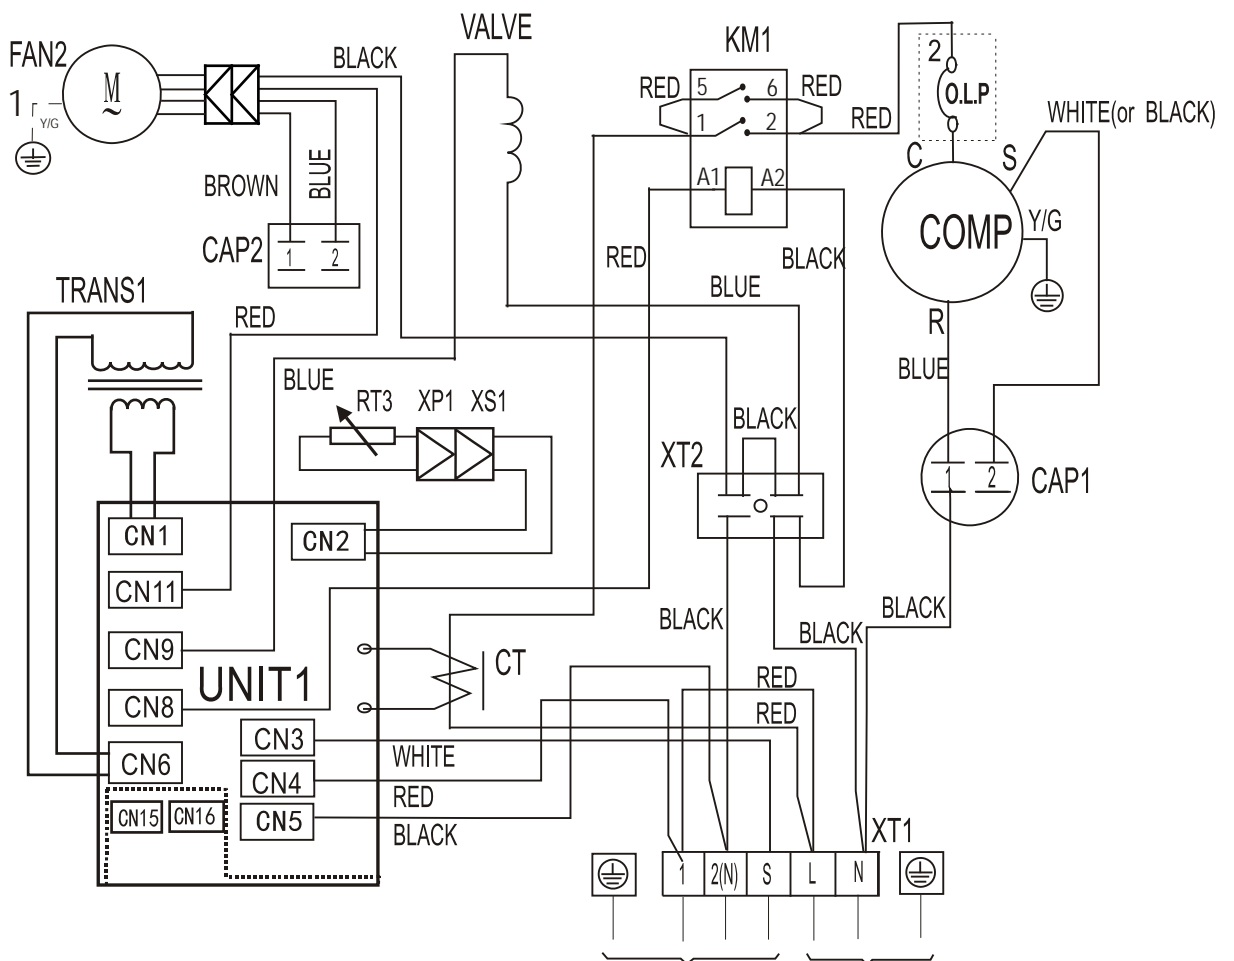 VALVE
KM1
FAN2
M
~
1
Y/G
BLACK
RED
5
6
RED
1
2
RED
2
O.L.P
WHITE(or BLACK)
C
S
BROWN
BLUE
A1
A2
COMP
Y/G
CAP2
1
2
RED
BLACK
TRANS1
RED
BLUE
R
BLUE
BLUE
RT3
XP1
XS1
BLACK
XT2
1
2
CAP1
CN1
CN2
CN11
CN9
UNIT1
CN8
CT
BLACK
BLACK
BLACK
RED
RED
CN3
WHITE
CN6
CN4
RED
CN15
CN16
CN5
BLACK
XT1
1
2(N)
S
L
N